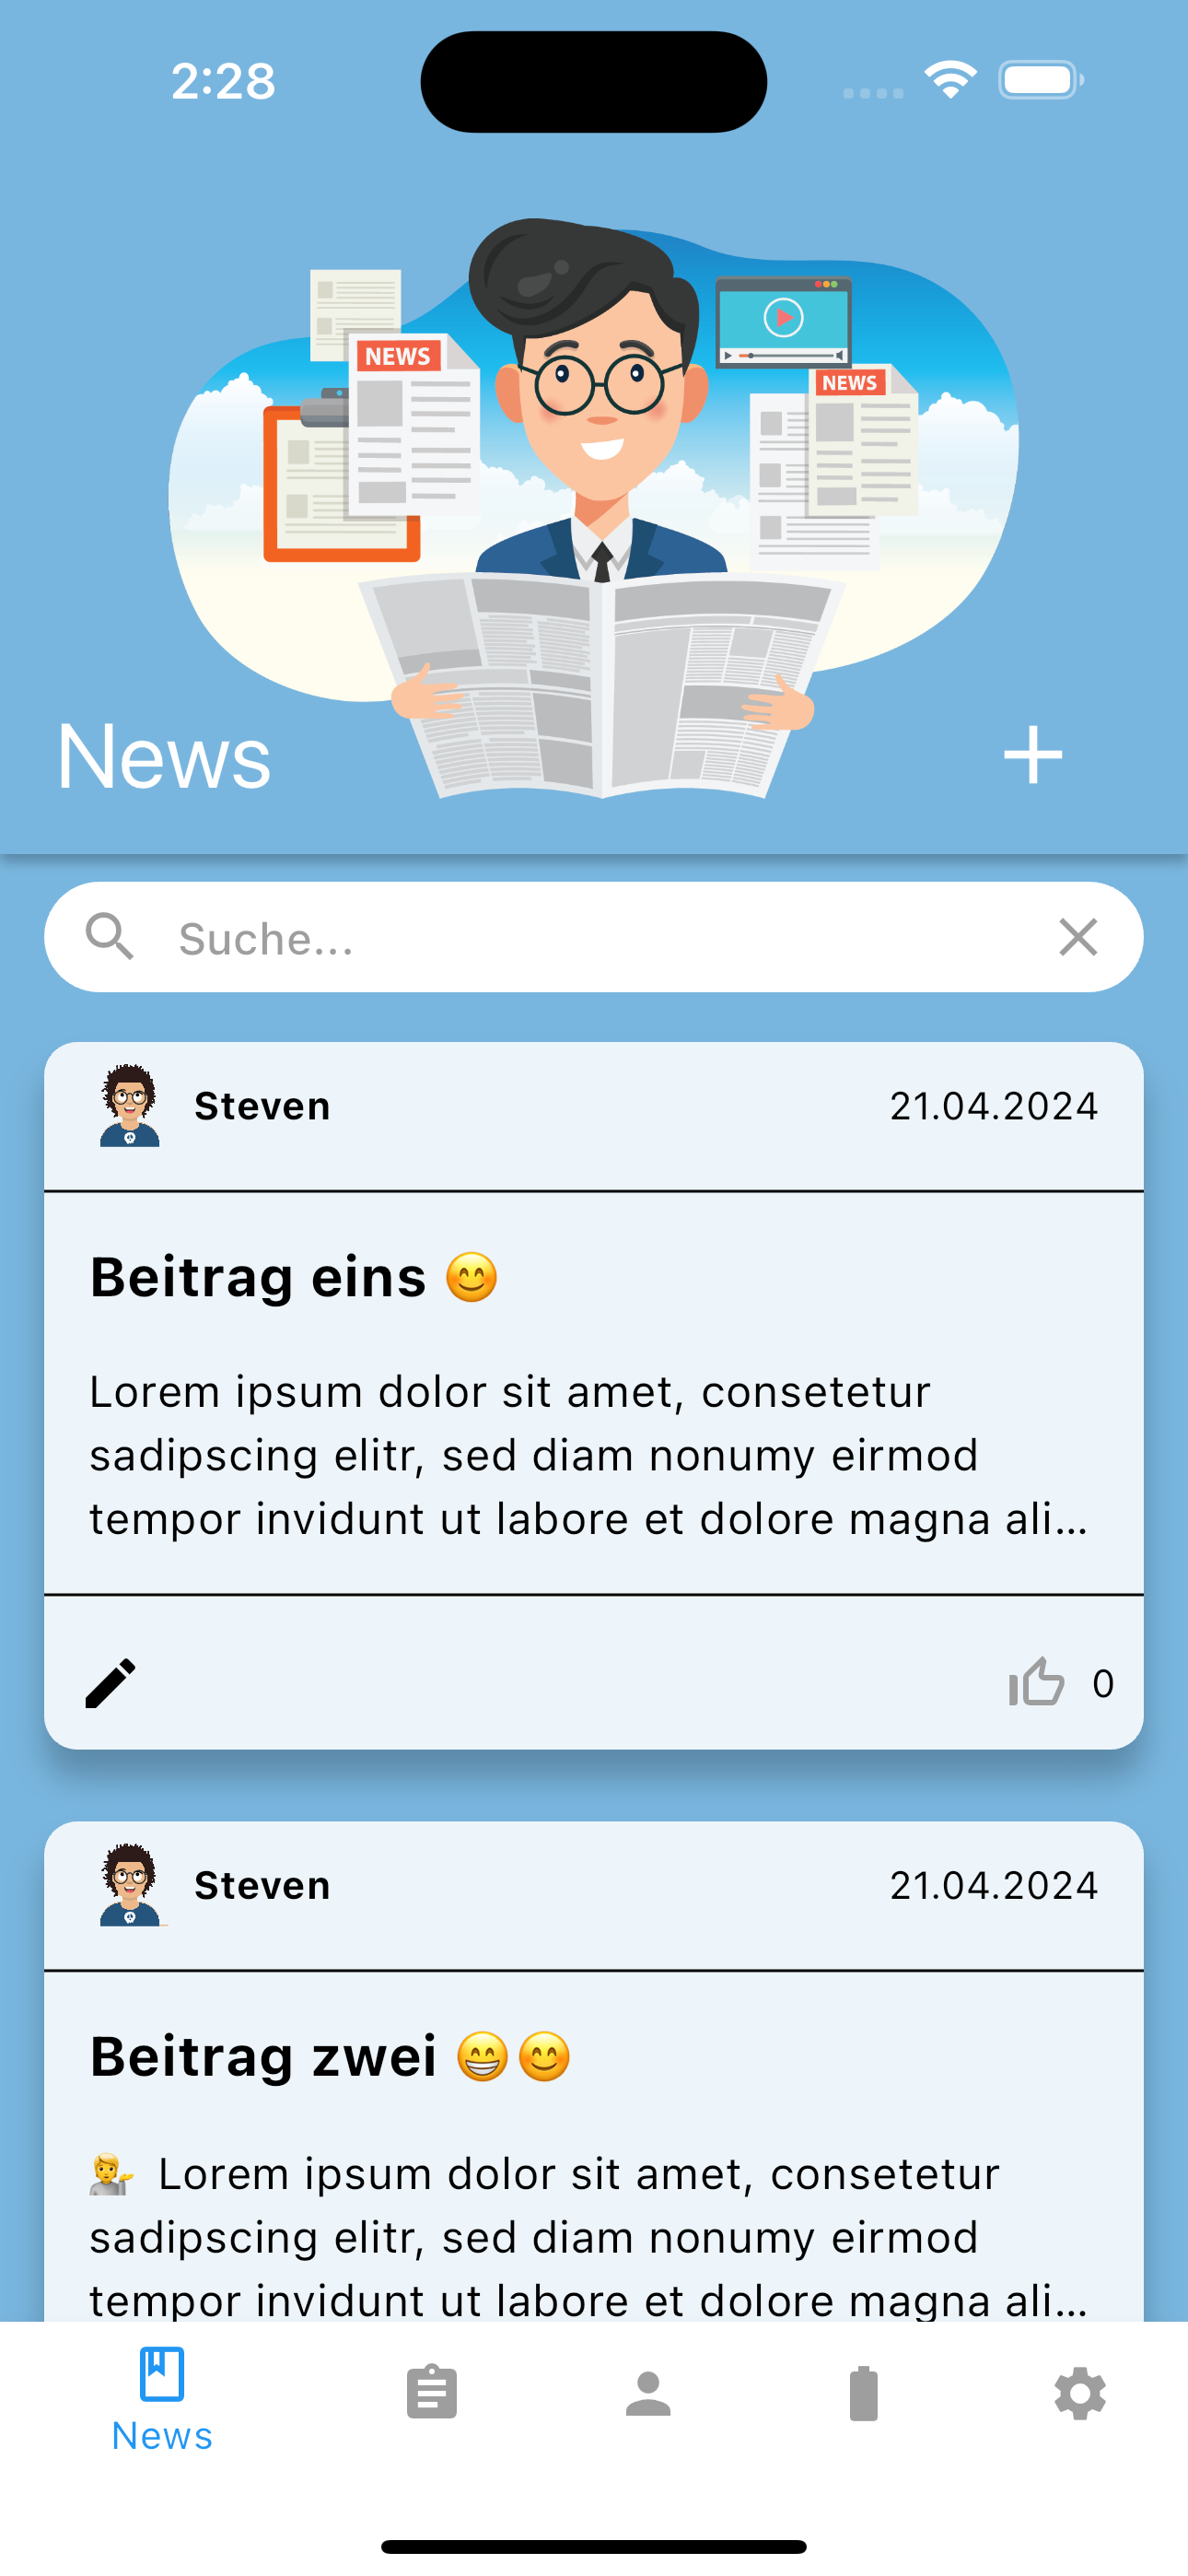 2:28
NEWS
NEWS
News
Suche...
Steven
21.04.2024
Beitrag eins 😊
Lorem ipsum dolor sit amet, consetetur
sadipscing elitr, sed diam nonumy eirmod
tempor invidunt ut labore et dolore magna ali...
0
Steven
21.04.2024
Beitrag zwei 😁😊
💁 Lorem ipsum dolor sit amet, consetetur
sadipscing elitr, sed diam nonumy eirmod
tempor invidunt ut labore et dolore magna ali...
News